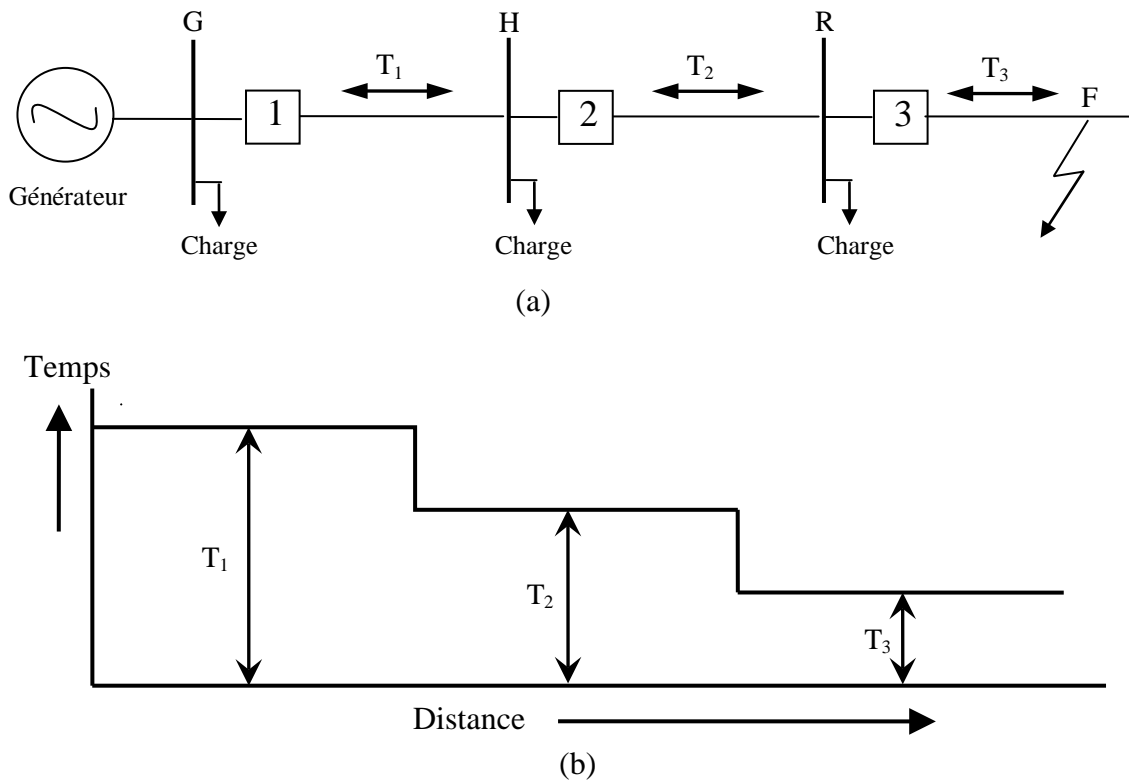 G H R
T₁ T₂ T₃ F
1 2 3
Générateur
Charge Charge Charge
(a)
Temps
T₁
T₂
T₃
Distance
(b)